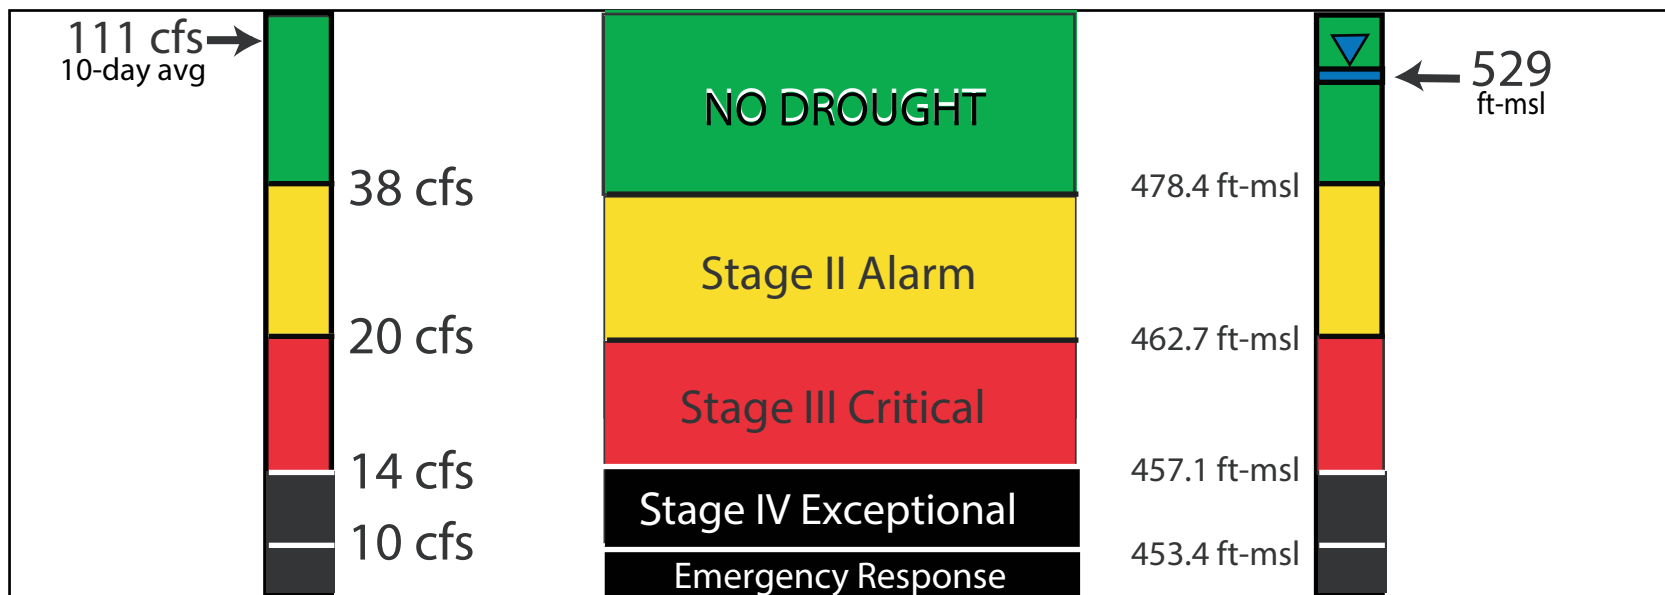 111 cfs
10-day avg
38 cfs
20 cfs
14 cfs
10 cfs
NO DROUGHT
Stage II Alarm
Stage III Critical
Stage IV Exceptional
Emergency Response
478.4 ft-msl
462.7 ft-msl
457.1 ft-msl
453.4 ft-msl
529
ft-msl